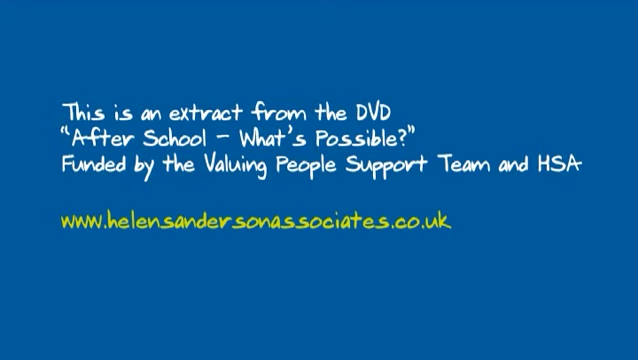 This is an extract from the DVD
"After School – What's Possible?"
Funded by the Valuing People Support Team and HSA
www.helensandersonassociates.co.uk